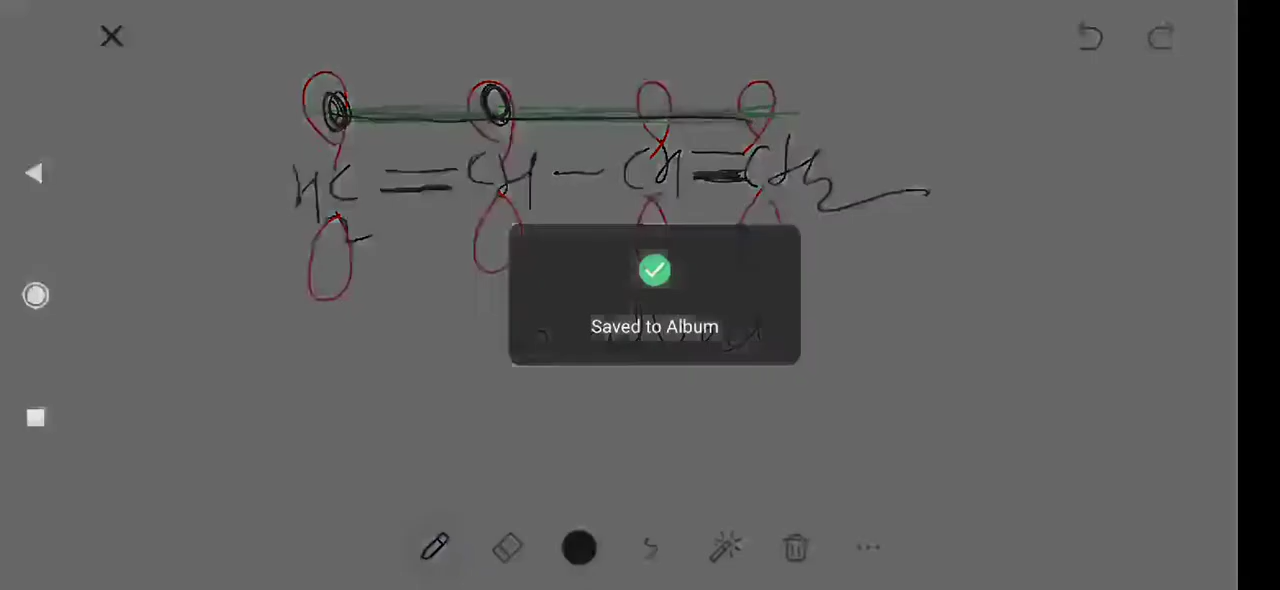 H₂C = CH – CH = CH₂
Saved to Album